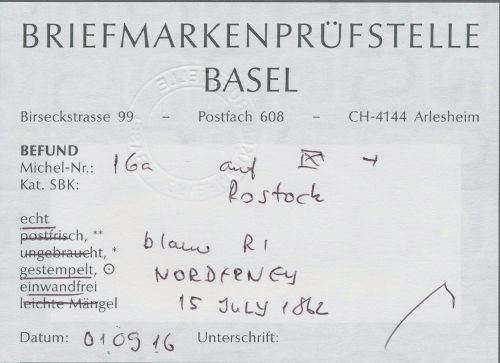 BRIEFMARKENPRÜFSTELLE
BASEL
Birseckstrasse 99 – Postfach 608 – CH-4144 Arlesheim
BEFUND
Michel-Nr.: 16a auf ☒
Kat. SBK: Rostock
echt
postfrisch, **
ungebraucht, * blauer R1
gestempelt, ⊙ NORDERNEY
einwandfrei
leichte Mängel 15 JULY 1862
Datum: 01 09 16 Unterschrift: